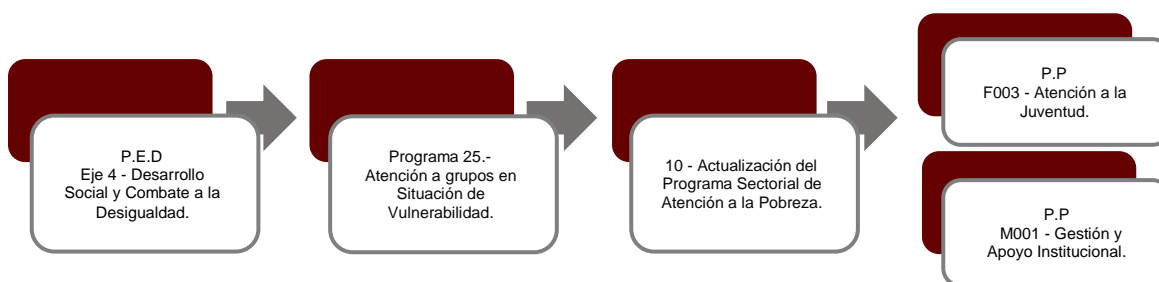 P.E.D
Eje 4 - Desarrollo
Social y Combate a la
Desigualdad.
Programa 25.-
Atención a grupos en
Situación de
Vulnerabilidad.
10 - Actualización del
Programa Sectorial de
Atención a la Pobreza.
P.P
F003 - Atención a la
Juventud.
P.P
M001 - Gestión y
Apoyo Institucional.